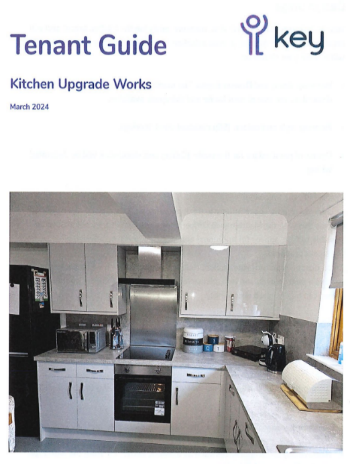 Tenant Guide
key
Kitchen Upgrade Works
March 2024